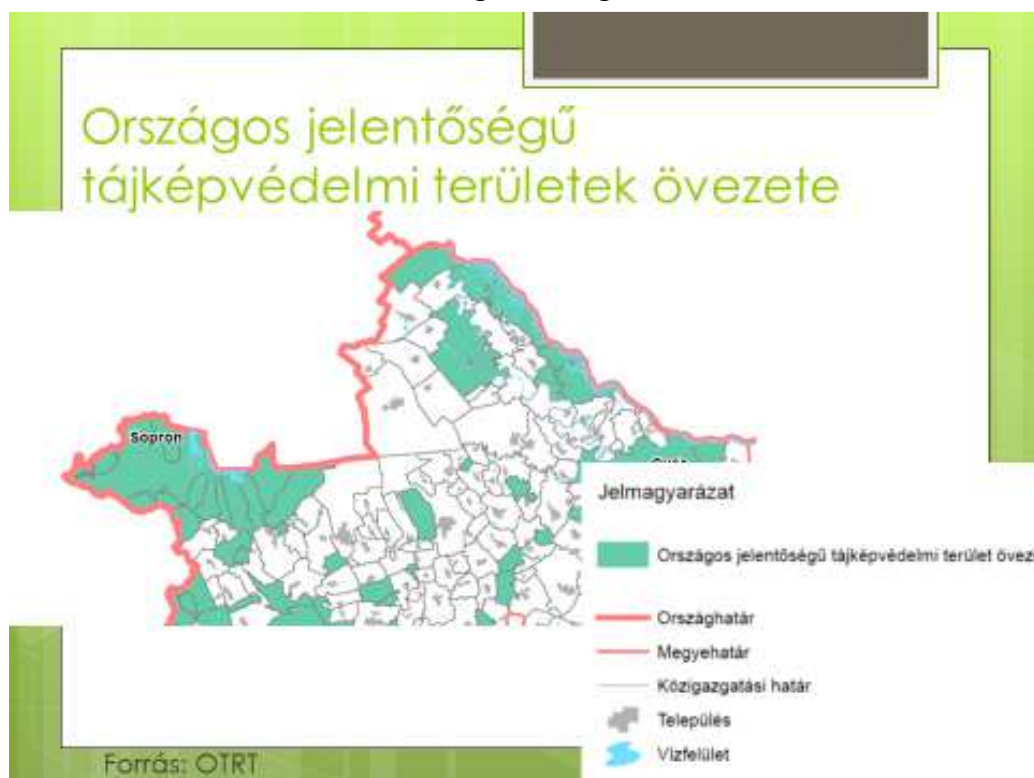 Országos jelentőségű
tájképvédelmi területek övezete
Sopron
Jelmagyarázat
Országos jelentőségű tájképvédelmi terület öveze
Országhatár
Megyehatár
Közigazgatási határ
Település
Vízfelület
Forrás: OTRT